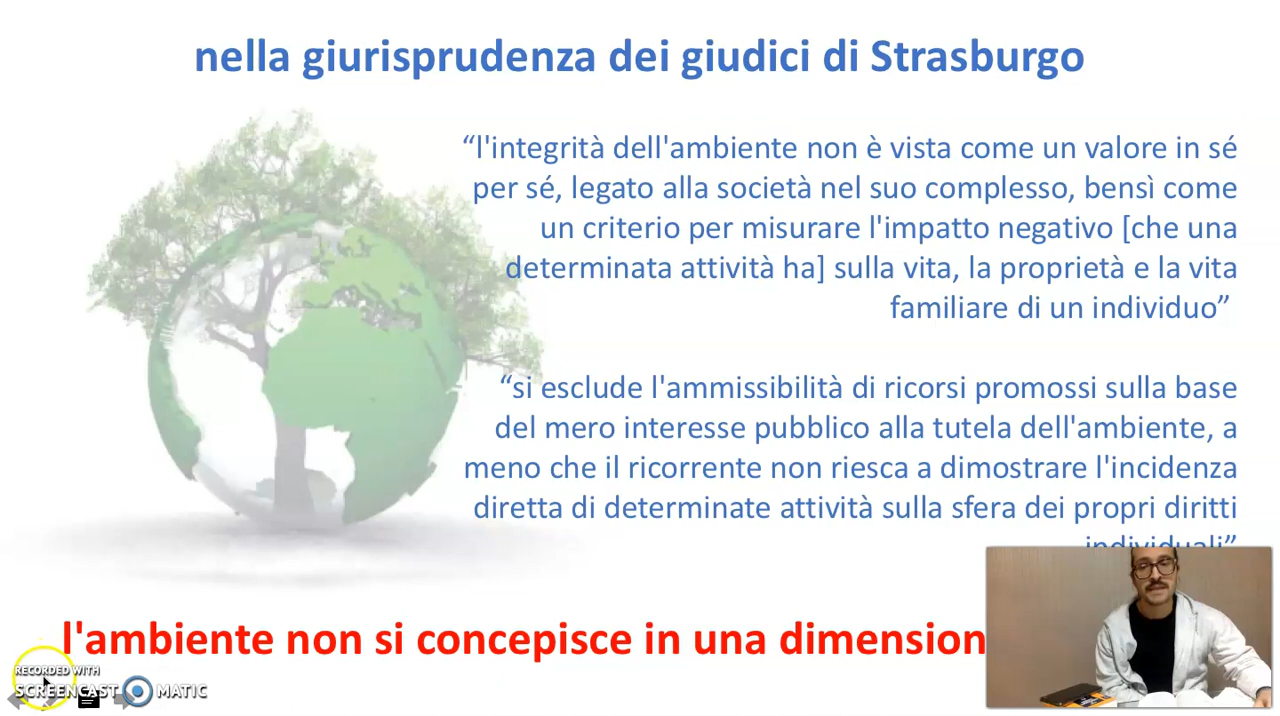 nella giurisprudenza dei giudici di Strasburgo
“l'integrità dell'ambiente non è vista come un valore in sé
per sé, legato alla società nel suo complesso, bensì come
un criterio per misurare l'impatto negativo [che una
determinata attività ha] sulla vita, la proprietà e la vita
familiare di un individuo”
“si esclude l'ammissibilità di ricorsi promossi sulla base
del mero interesse pubblico alla tutela dell'ambiente, a
meno che il ricorrente non riesca a dimostrare l'incidenza
diretta di determinate attività sulla sfera dei propri diritti
individuali”
l'ambiente non si concepisce in una dimension
RECORDED WITH
SCREENCAST MATIC